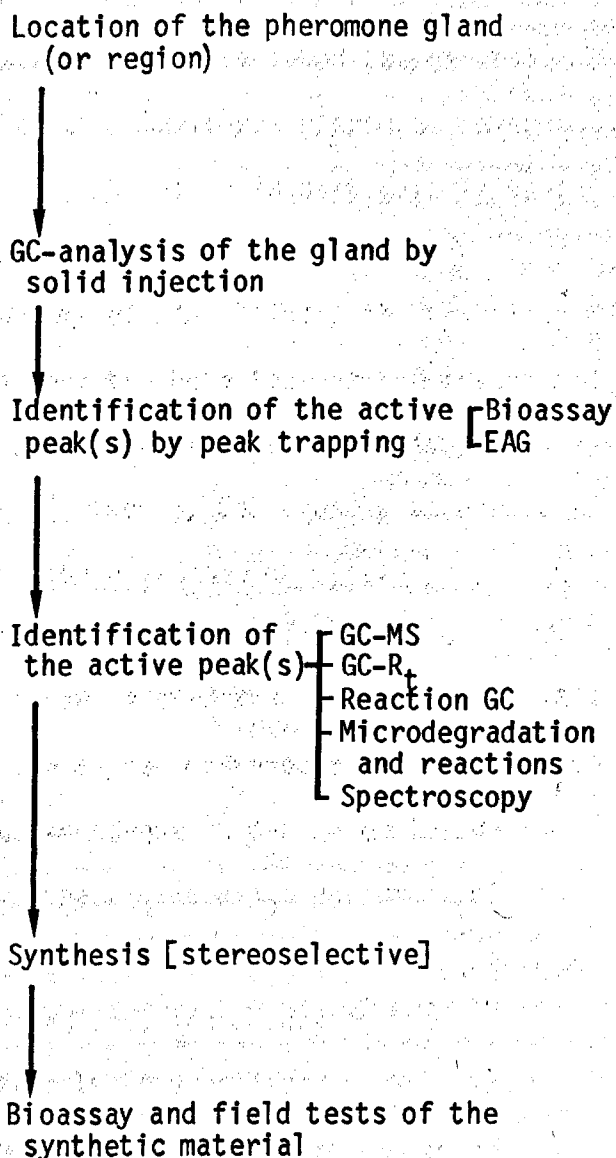 Location of the pheromone gland
(or region)
GC-analysis of the gland by
solid injection
Identification of the active
peak(s) by peak trapping
Bioassay
EAG
Identification of
the active peak(s)
GC-MS
GC-Rt
Reaction GC
Microdegradation
and reactions
Spectroscopy
Synthesis [stereoselective]
Bioassay and field tests of the
synthetic material